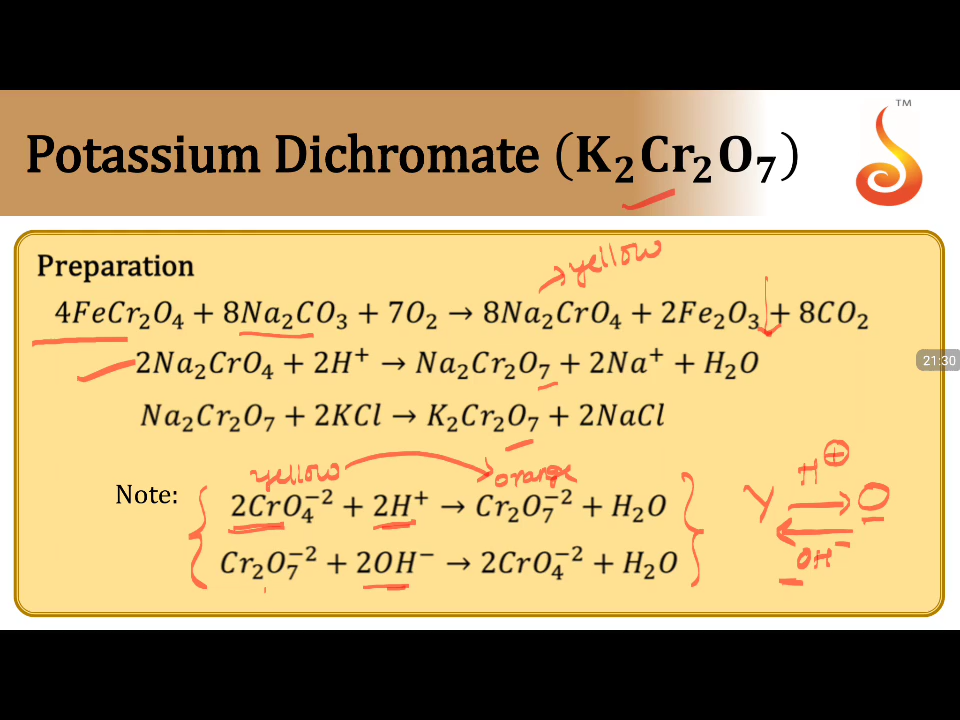 Potassium Dichromate (K₂Cr₂O₇)
TM
Preparation
yellow
4FeCr₂O₄ + 8Na₂CO₃ + 7O₂ → 8Na₂CrO₄ + 2Fe₂O₃ + 8CO₂
2Na₂CrO₄ + 2H⁺ → Na₂Cr₂O₇ + 2Na⁺ + H₂O
21:30
Na₂Cr₂O₇ + 2KCl → K₂Cr₂O₇ + 2NaCl
yellow → orange
Note:
2CrO₄⁻² + 2H⁺ → Cr₂O₇⁻² + H₂O
Cr₂O₇⁻² + 2OH⁻ → 2CrO₄⁻² + H₂O
H⊕
Y → O
OH⁻